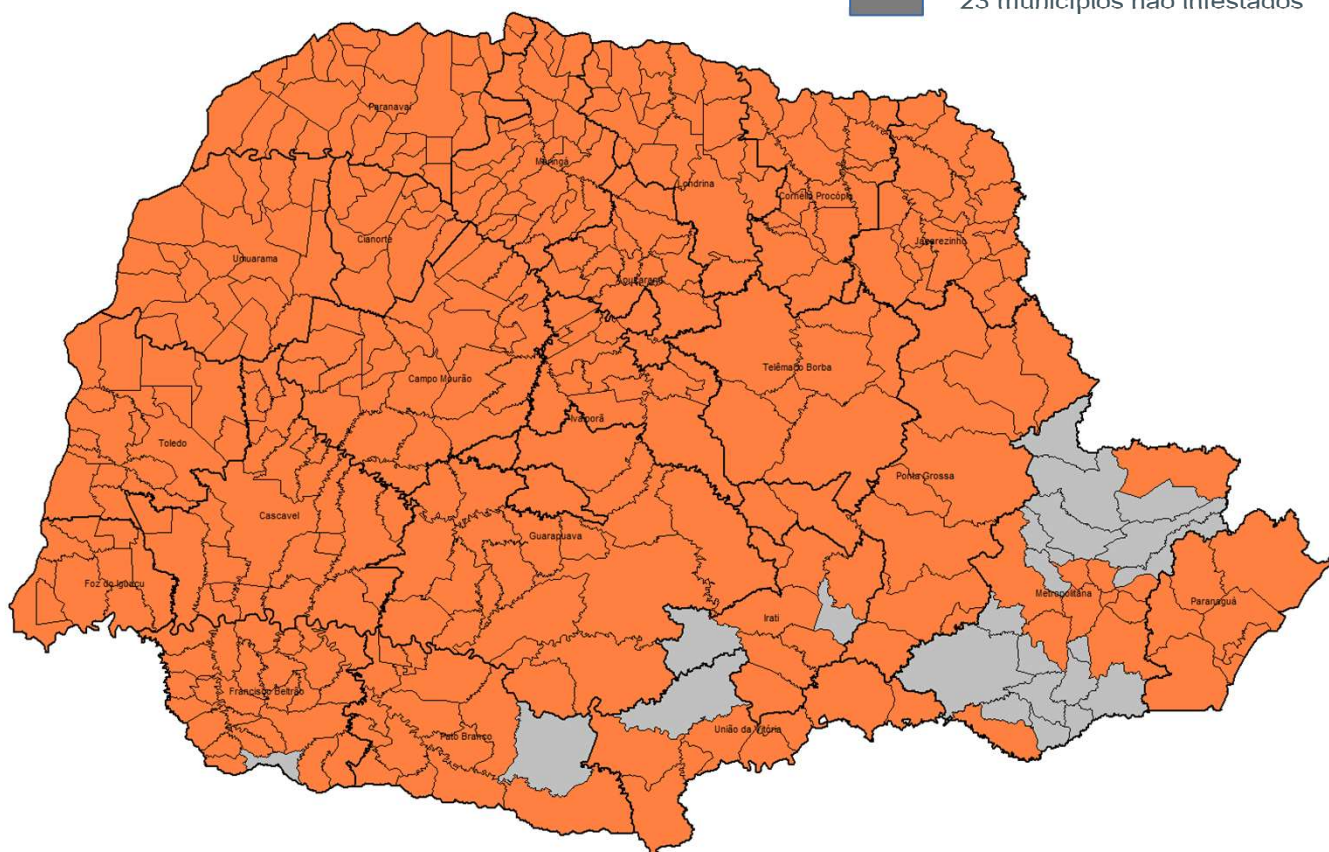 23 municípios não infestados
Paranavaí
Maringá
Londrina
Cornélio Procópio
Jacarezinho
Cianorte
Umuarama
Apucarana
Telêmaco Borba
Campo Mourão
Ivaiporã
Toledo
Ponta Grossa
Cascavel
Guarapuava
Foz do Iguaçu
Metropolitana
Paranaguá
Irati
Francisco Beltrão
Pato Branco
União da Vitória